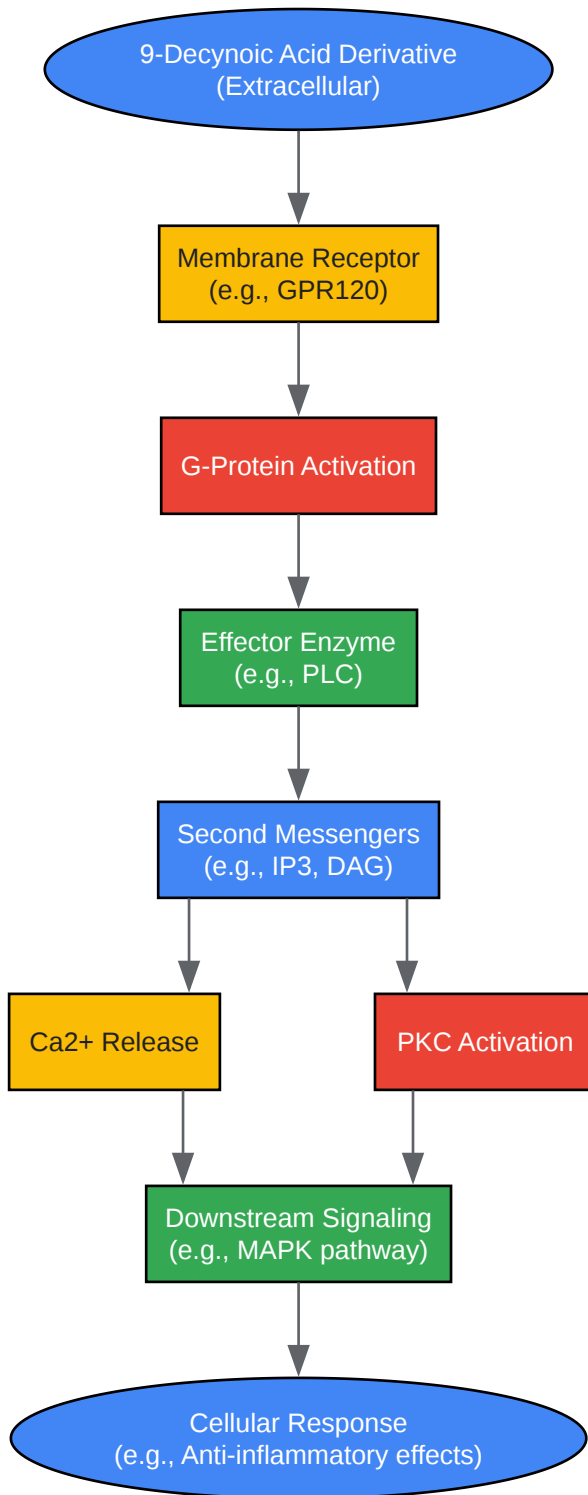 9-Decynoic Acid Derivative
(Extracellular)
Membrane Receptor
(e.g., GPR120)
G-Protein Activation
Effector Enzyme
(e.g., PLC)
Second Messengers
(e.g., IP3, DAG)
Ca2+ Release
PKC Activation
Downstream Signaling
(e.g., MAPK pathway)
Cellular Response
(e.g., Anti-inflammatory effects)